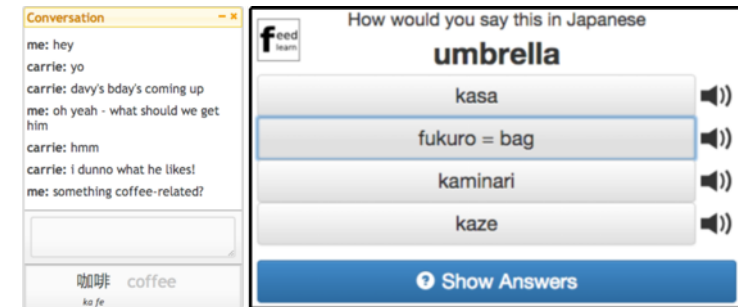 Conversation
me: hey
carrie: yo
carrie: davy's bday's coming up
me: oh yeah - what should we get
him
carrie: hmm
carrie: i dunno what he likes!
me: something coffee-related?
咖啡 coffee
ka fe
feed
learn
How would you say this in Japanese
umbrella
kasa
fukuro = bag
kaminari
kaze
Show Answers